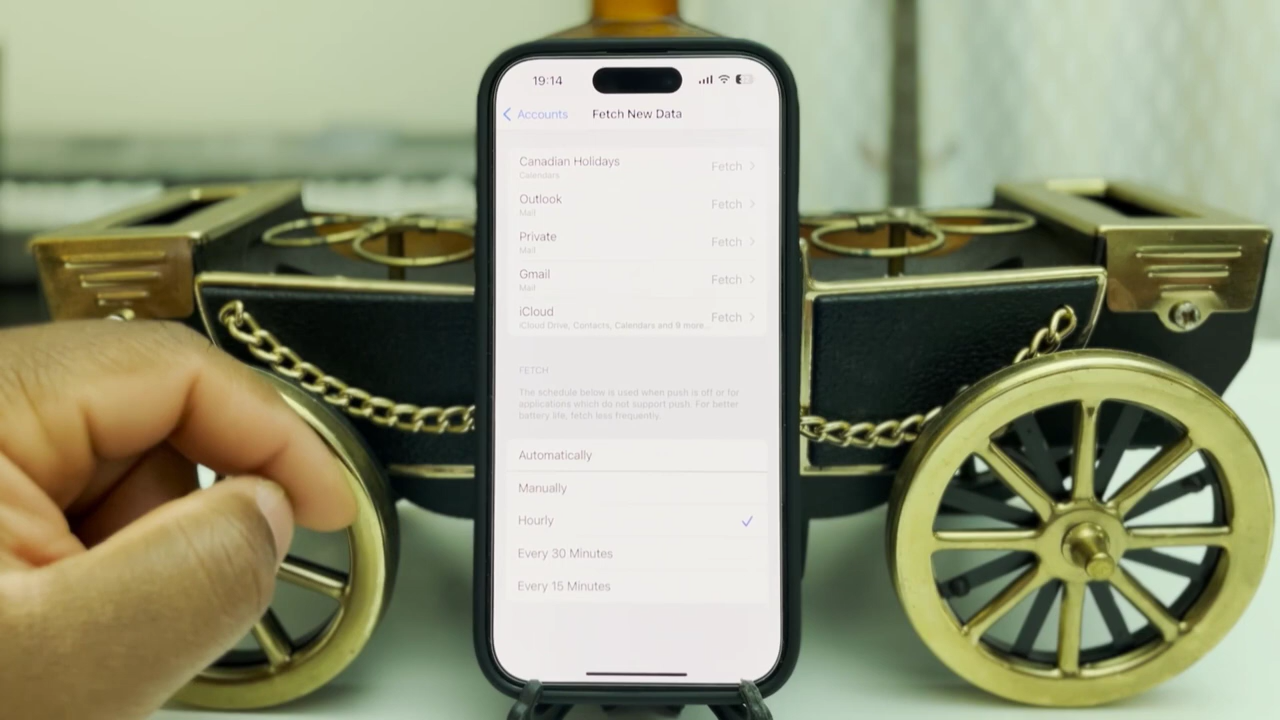 19:14
Accounts
Fetch New Data
Canadian Holidays
Calendars
Fetch
Outlook
Mail
Fetch
Private
Mail
Fetch
Gmail
Mail
Fetch
iCloud
iCloud Drive, Contacts, Calendars and 9 more...
Fetch
FETCH
The schedule below is used when push is off or for
applications which do not support push. For better
battery life, fetch less frequently.
Automatically
Manually
Hourly
Every 30 Minutes
Every 15 Minutes